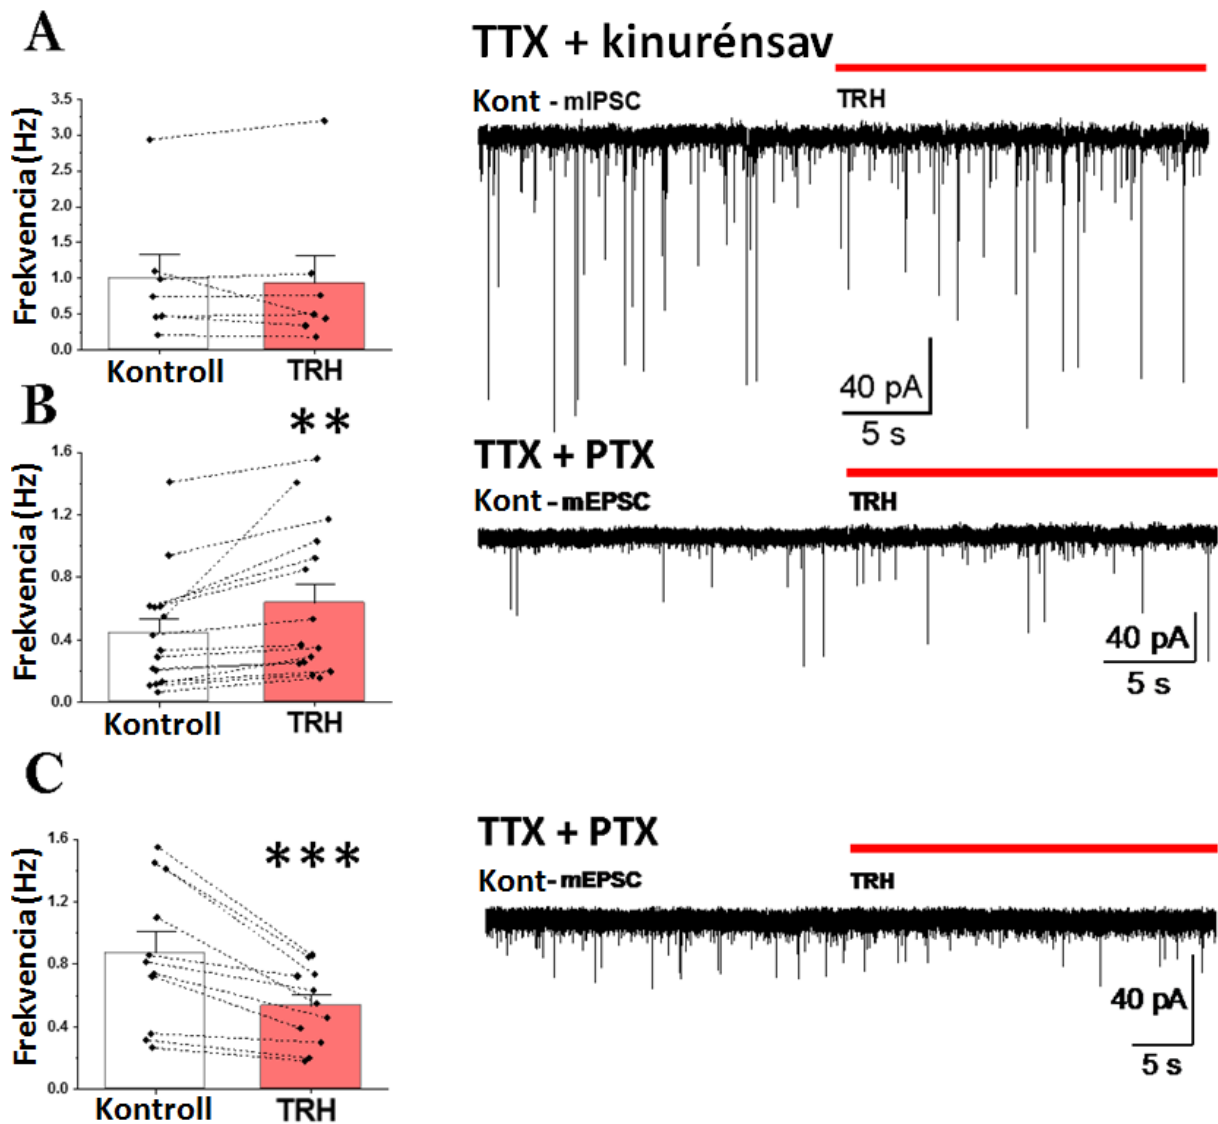 A
TTX + kinurénsav
Kont - mIPSC
TRH
Frekvencia (Hz)
3.5
3.0
2.5
2.0
1.5
1.0
0.5
0.0
Kontroll
TRH
40 pA
5 s
B
**
TTX + PTX
Kont - mEPSC
TRH
Frekvencia (Hz)
1.6
1.2
0.8
0.4
0.0
Kontroll
TRH
40 pA
5 s
C
***
TTX + PTX
Kont - mEPSC
TRH
Frekvencia (Hz)
1.6
1.2
0.8
0.4
0.0
Kontroll
TRH
40 pA
5 s